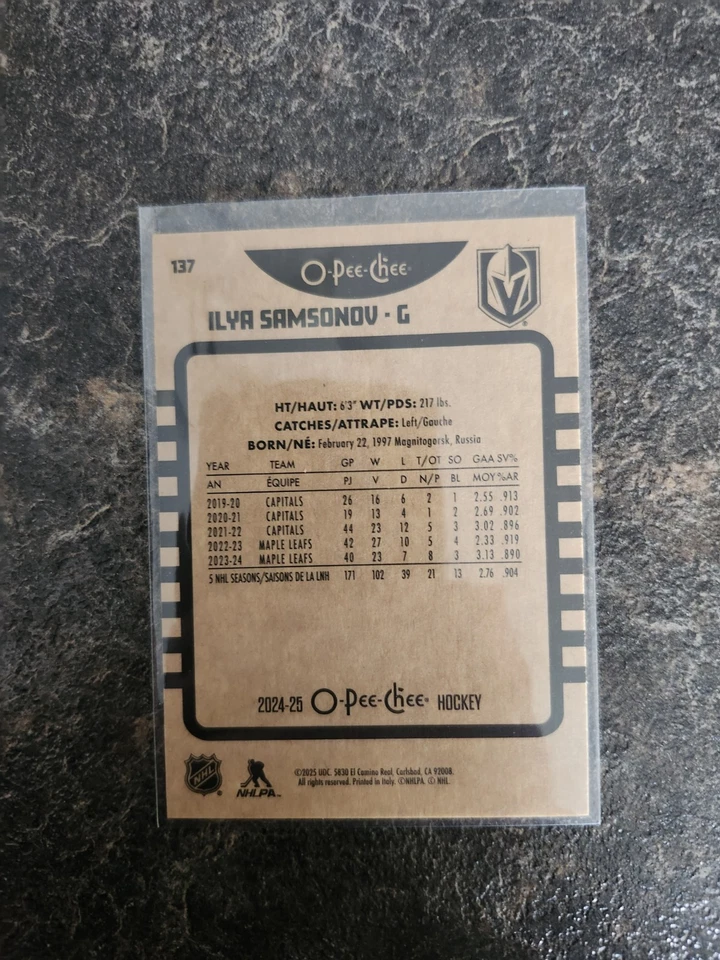 137
O-Pee-Chee
ILYA SAMSONOV · G
HT/HAUT: 6'3" WT/PDS: 217 lbs.
CATCHES/ATTRAPE: Left/Gauche
BORN/NÉ: February 22, 1997 Magnitogorsk, Russia
YEAR TEAM GP W L T/OT SO GAA SV%
AN ÉQUIPE PJ V D N/P BL MOY %AR
2019-20 CAPITALS 26 16 6 2 1 2.55 .913
2020-21 CAPITALS 19 13 4 1 2 2.69 .902
2021-22 CAPITALS 44 23 12 5 3 3.02 .896
2022-23 MAPLE LEAFS 42 27 10 5 4 2.33 .919
2023-24 MAPLE LEAFS 40 23 7 8 3 3.13 .890
5 NHL SEASONS/SAISONS DE LA LNH 171 102 39 21 13 2.76 .904
2024-25 O-Pee-Chee HOCKEY
NHL
NHLPA
©2025 UDC. 5830 El Camino Real, Carlsbad, CA 92008.
All rights reserved. Printed in Italy. ©NHLPA. © NHL.